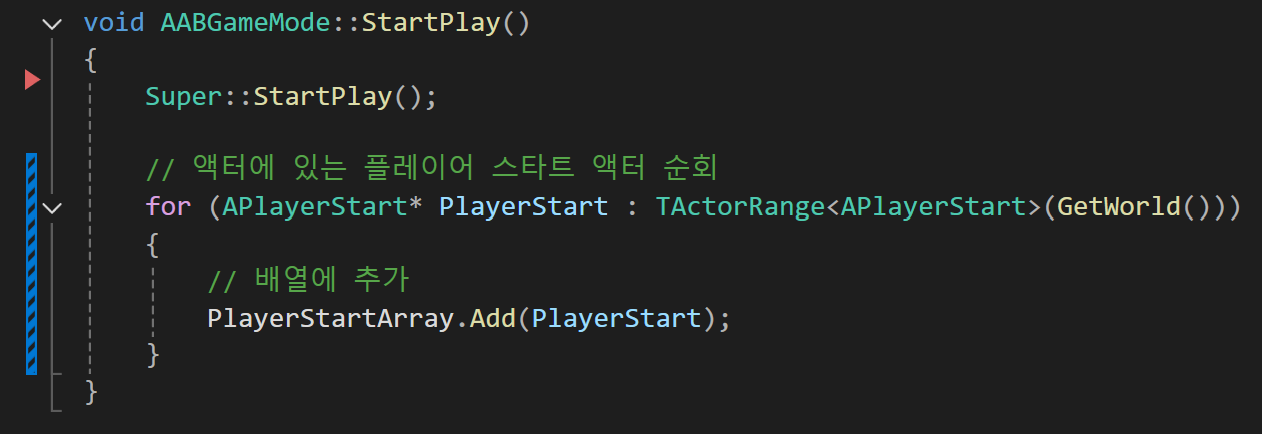 void AABGameMode::StartPlay()
{
Super::StartPlay();
// 액터에 있는 플레이어 스타트 액터 순회
for (APlayerStart* PlayerStart : TActorRange<APlayerStart>(GetWorld()))
{
// 배열에 추가
PlayerStartArray.Add(PlayerStart);
}
}